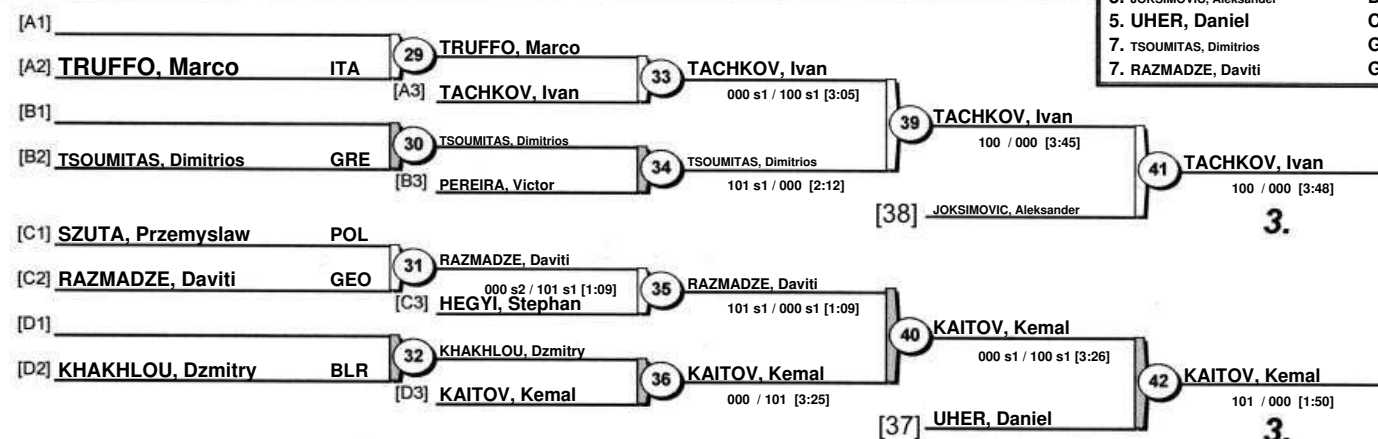 3. JOKSIMOVIC, Aleksander
5. UHER, Daniel
7. TSOUMITAS, Dimitrios G
7. RAZMADZE, Daviti G
[A1]
[A2] TRUFFO, Marco ITA
29
TRUFFO, Marco
[A3] TACHKOV, Ivan
33
TACHKOV, Ivan
000 s1 / 100 s1 [3:05]
[B1]
[B2] TSOUMITAS, Dimitrios GRE
30
TSOUMITAS, Dimitrios
[B3] PEREIRA, Victor
34
TSOUMITAS, Dimitrios
101 s1 / 000 [2:12]
39
TACHKOV, Ivan
100 / 000 [3:45]
[38] JOKSIMOVIC, Aleksander
41
TACHKOV, Ivan
100 / 000 [3:48]
3.
[C1] SZUTA, Przemyslaw POL
[C2] RAZMADZE, Daviti GEO
31
RAZMADZE, Daviti
000 s2 / 101 s1 [1:09]
[C3] HEGYI, Stephan
35
RAZMADZE, Daviti
101 s1 / 000 s1 [1:09]
[D1]
[D2] KHAKHLOU, Dzmitry BLR
32
KHAKHLOU, Dzmitry
[D3] KAITOV, Kemal
36
KAITOV, Kemal
000 / 101 [3:25]
40
KAITOV, Kemal
000 s1 / 100 s1 [3:26]
[37] UHER, Daniel
42
KAITOV, Kemal
101 / 000 [1:50]
3.